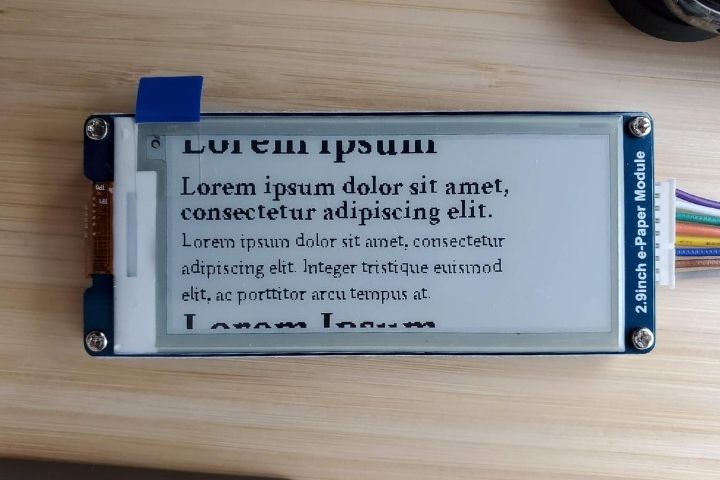 Lorem ipsum
Lorem ipsum dolor sit amet,
consectetur adipiscing elit.
Lorem ipsum dolor sit amet, consectetur
adipiscing elit. Integer tristique euismod
elit, ac porttitor arcu tempus at.
Lorem Ipsum
2.9inch e-Paper Module